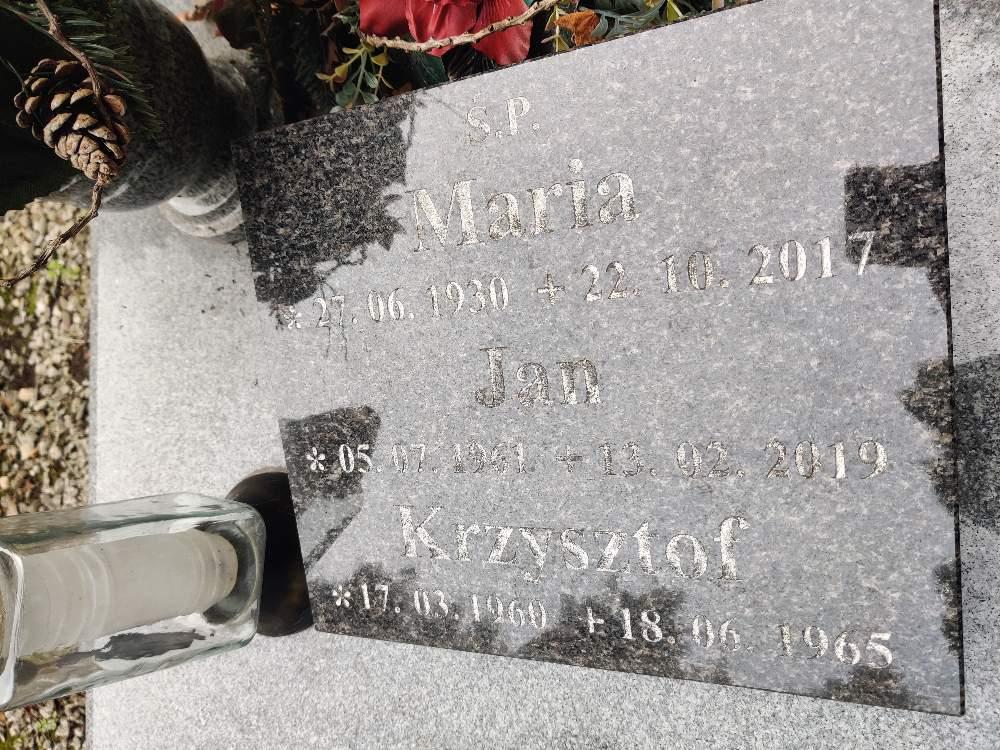 Ś.P.
Maria
* 27. 06. 1930 + 22. 10. 2017
Jan
* 05. 07. 1961 + 13. 02. 2019
Krzysztof
* 17. 03. 1960 + 18. 06. 1965